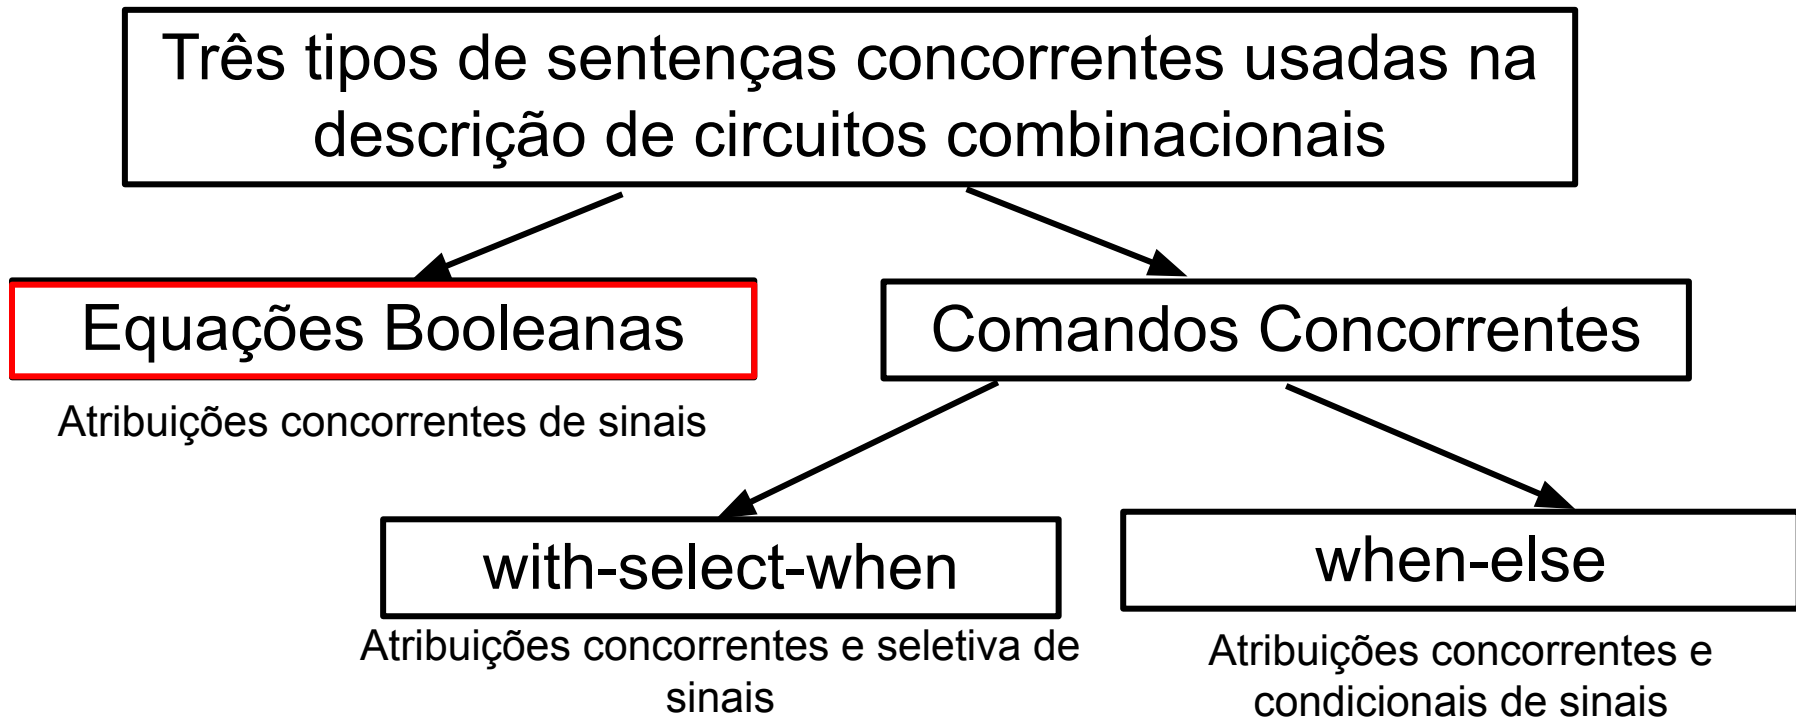 Três tipos de sentenças concorrentes usadas na
descrição de circuitos combinacionais
Equações Booleanas
Comandos Concorrentes
Atribuições concorrentes de sinais
with-select-when
when-else
Atribuições concorrentes e seletiva de
sinais
Atribuições concorrentes e
condicionais de sinais